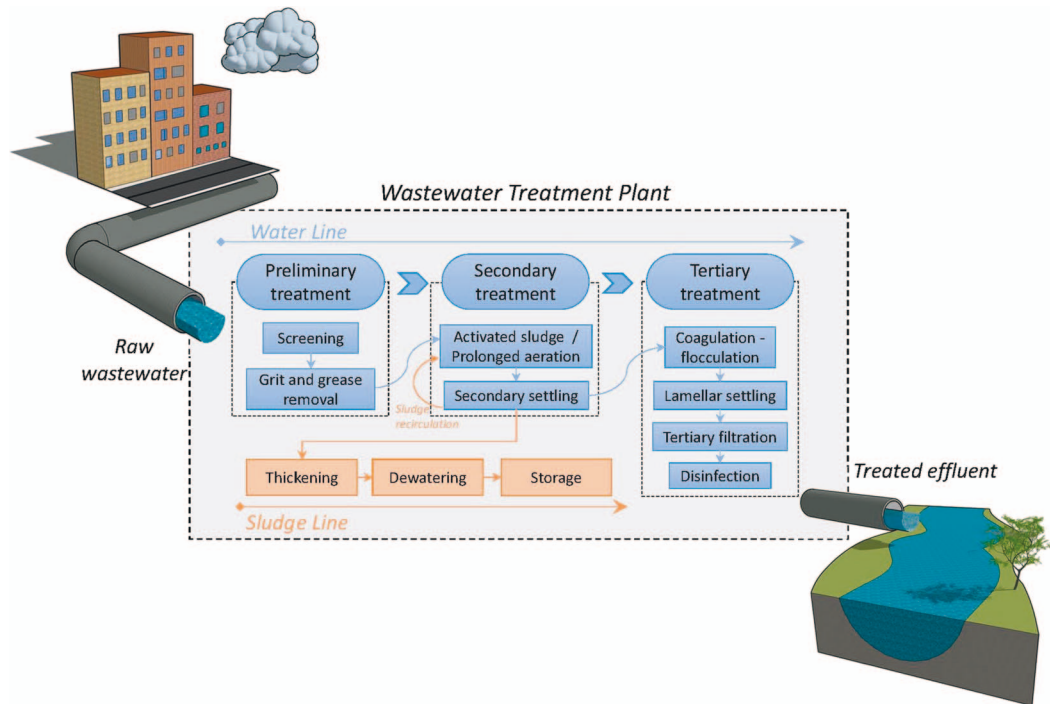 Wastewater Treatment Plant
Water Line
Preliminary
treatment
Secondary
treatment
Tertiary
treatment
Screening
Grit and grease
removal
Activated sludge /
Prolonged aeration
Secondary settling
Sludge
recirculation
Coagulation -
flocculation
Lamellar settling
Tertiary filtration
Disinfection
Raw
wastewater
Thickening
Dewatering
Storage
Sludge Line
Treated effluent